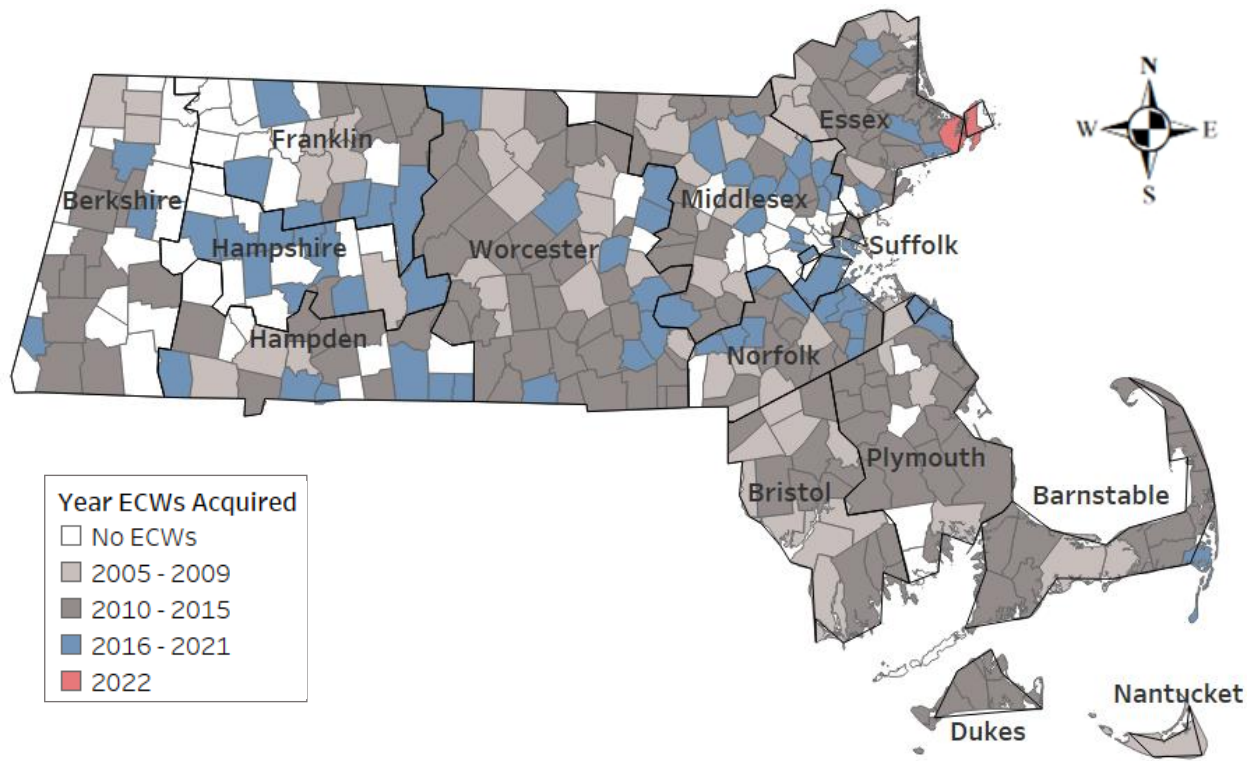 N
W E
S
Essex
Franklin
Berkshire
Middlesex
Hampshire
Worcester
Suffolk
Hampden
Norfolk
Plymouth
Bristol
Barnstable
Year ECWs Acquired
No ECWs
2005 - 2009
2010 - 2015
2016 - 2021
2022
Nantucket
Dukes